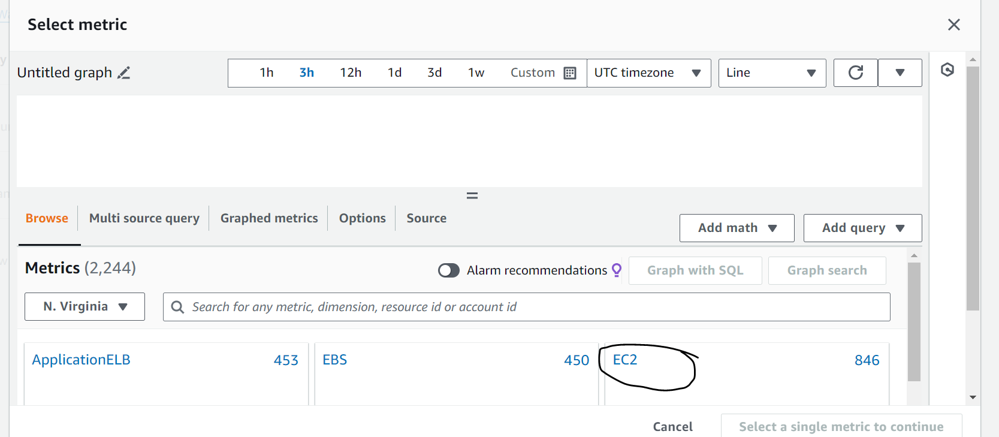 Select metric
Untitled graph
1h 3h 12h 1d 3d 1w Custom UTC timezone Line
Browse Multi source query Graphed metrics Options Source
Add math Add query
Metrics (2,244)
Alarm recommendations Graph with SQL Graph search
N. Virginia Search for any metric, dimension, resource id or account id
ApplicationELB 453 EBS 450 EC2 846
Cancel Select a single metric to continue